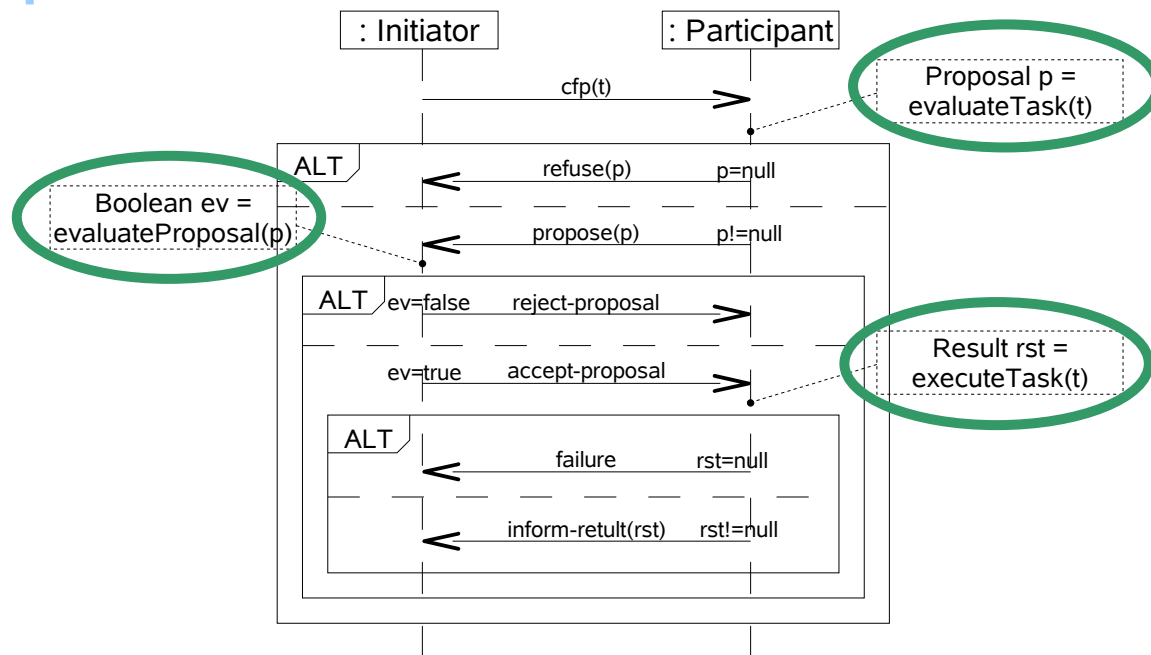 : Initiator
: Participant
Proposal p =
evaluateTask(t)
cfp(t)
ALT
refuse(p) p=null
Boolean ev =
evaluateProposal(p)
propose(p) p!=null
ALT
ev=false reject-proposal
Result rst =
executeTask(t)
ev=true accept-proposal
ALT
failure rst=null
inform-retult(rst) rst!=null